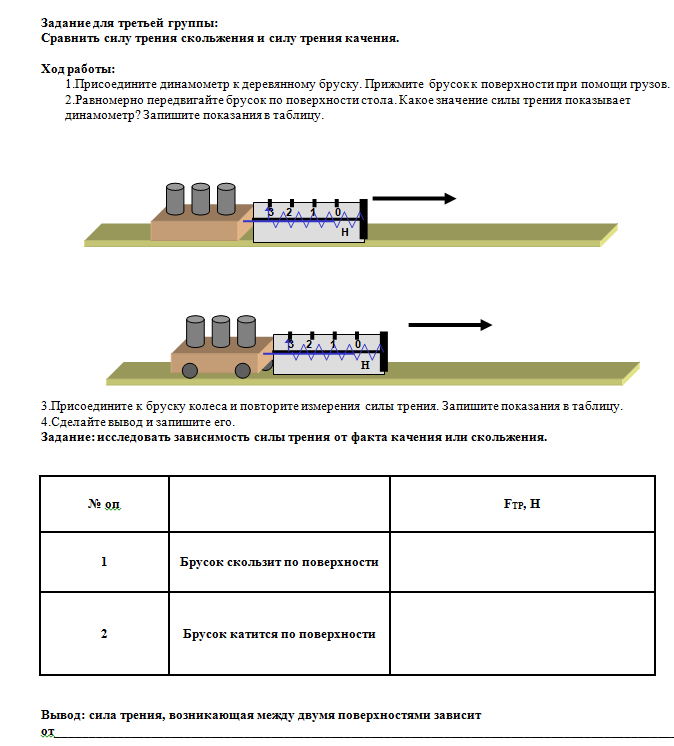 Задание для третьей группы:
Сравнить силу трения скольжения и силу трения качения.
Ход работы:
1.Присоедините динамометр к деревянному бруску. Прижмите брусок к поверхности при помощи грузов.
2.Равномерно передвигайте брусок по поверхности стола. Какое значение силы трения показывает
динамометр? Запишите показания в таблицу.
3 2 1 0
Н
3 2 1 0
Н
3.Присоедините к бруску колеса и повторите измерения силы трения. Запишите показания в таблицу.
4.Сделайте вывод и запишите его.
Задание: исследовать зависимость силы трения от факта качения или скольжения.
№ оп
FТР, Н
1 Брусок скользит по поверхности
2 Брусок катится по поверхности
Вывод: сила трения, возникающая между двумя поверхностями зависит
от